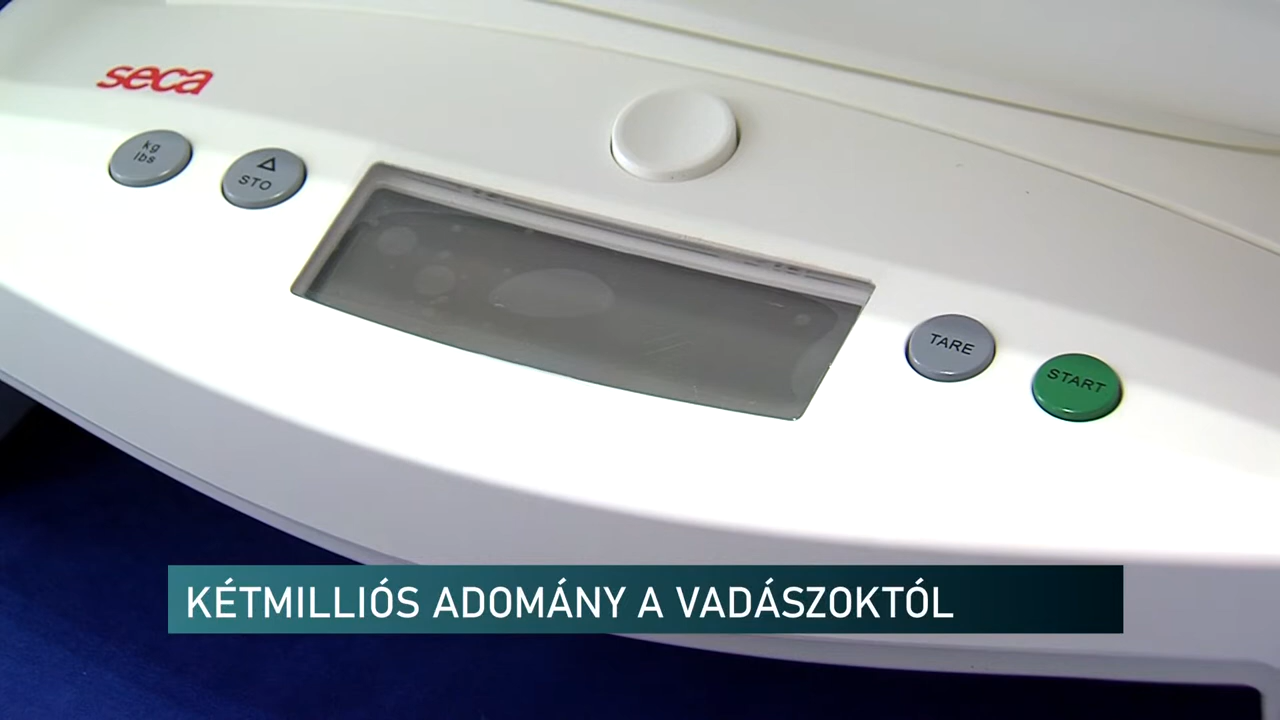 seca
kg
lbs
STO
TARE
START
KÉTMILLIÓS ADOMÁNY A VADÁSZOKTÓL